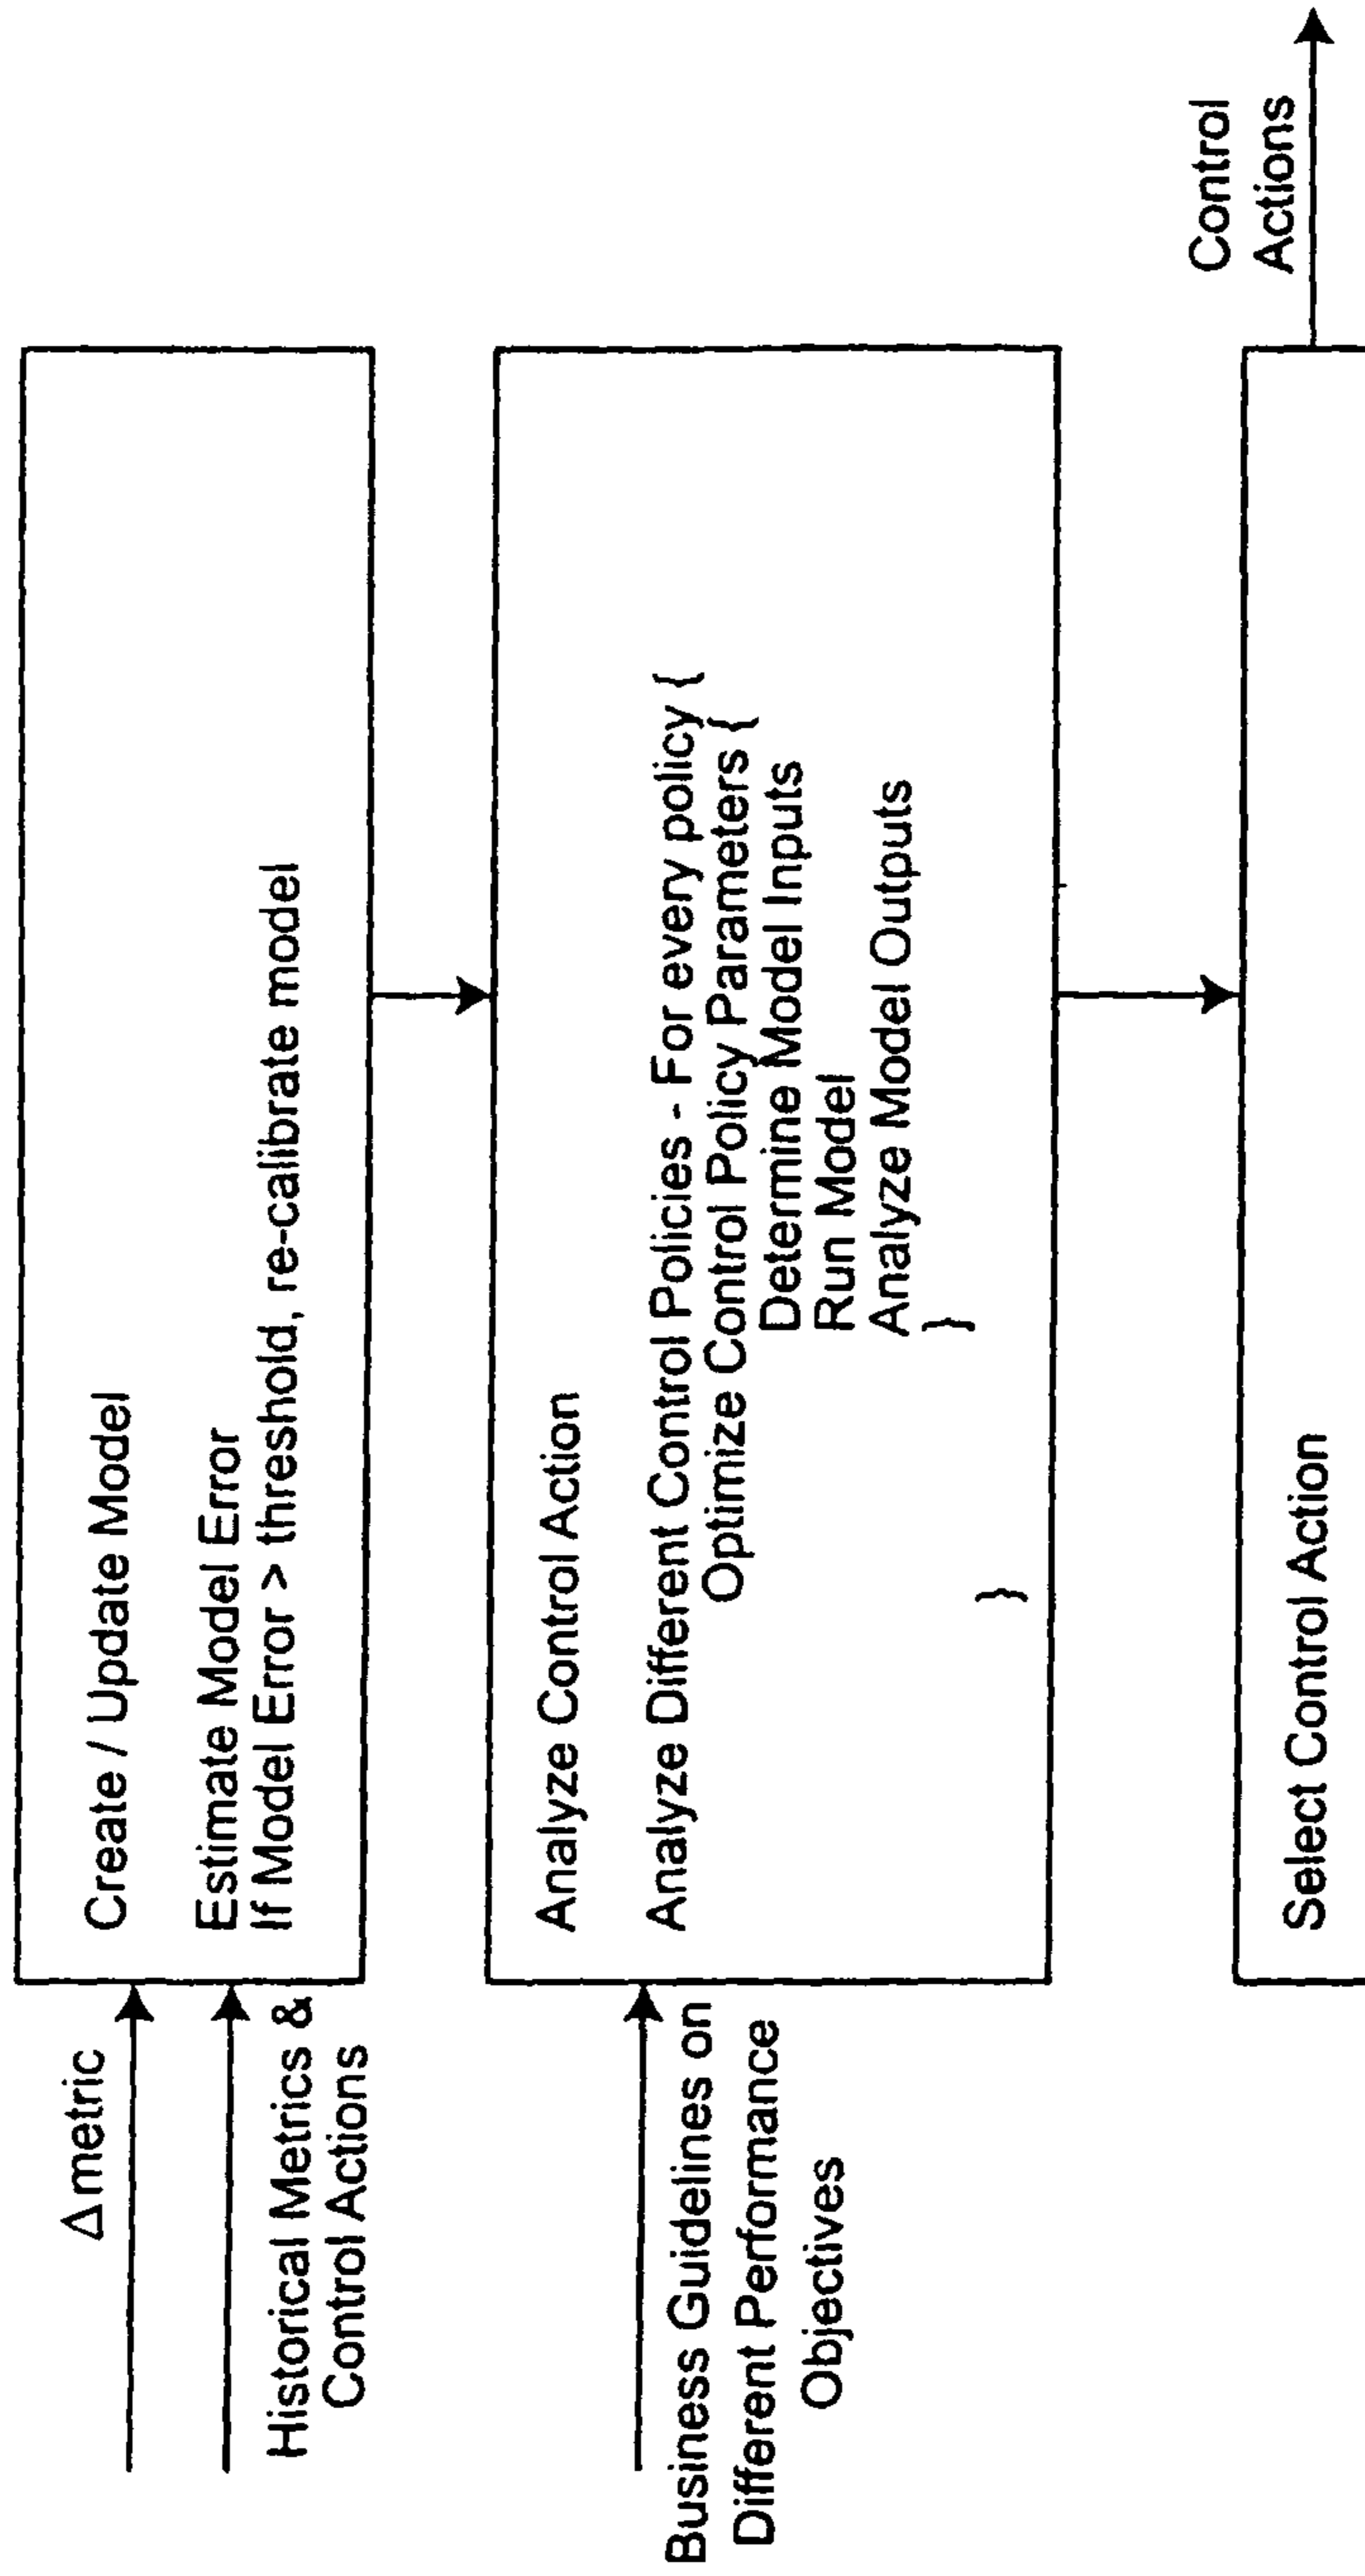 Δ metric
Historical Metrics &
Control Actions
Create / Update Model
Estimate Model Error
If Model Error > threshold, re-calibrate model
Business Guidelines on
Different Performance
Objectives
Analyze Control Action
Analyze Different Control Policies - For every policy {
Optimize Control Policy Parameters {
Determine Model Inputs
Run Model
Analyze Model Outputs
}
}
Select Control Action
Control
Actions